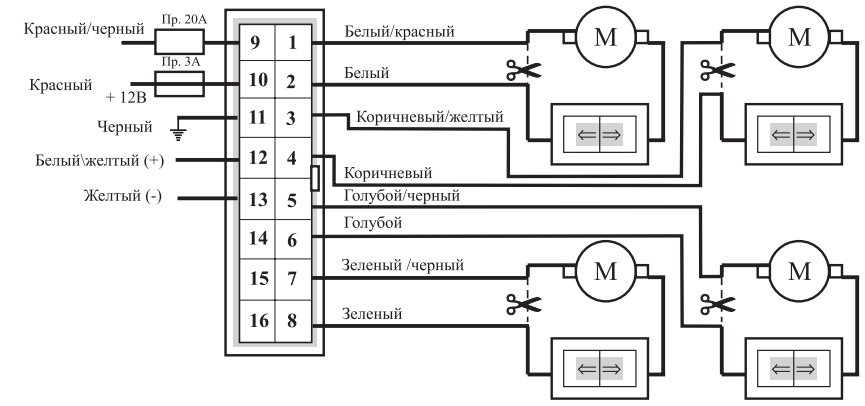 Красный/черный
Пр. 20А
Красный
Пр. 3А
+ 12В
Черный
Белый\желтый (+)
Желтый (-)
9 1
10 2
11 3
12 4
13 5
14 6
15 7
16 8
Белый/красный
Белый
Коричневый/желтый
Коричневый
Голубой/черный
Голубой
Зеленый /черный
Зеленый
М
М
М
М